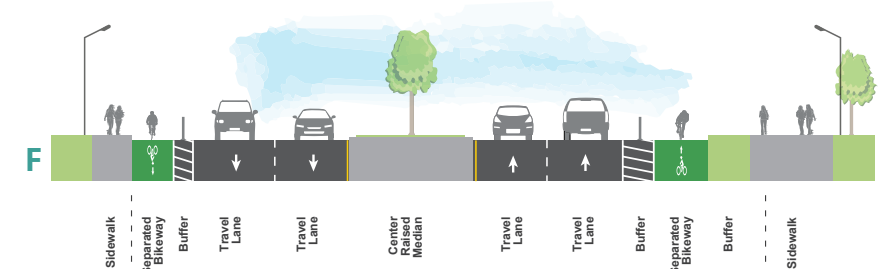 F
Sidewalk
Separated
Bikeway
Buffer
Travel
Lane
Travel
Lane
Center
Raised
Median
Travel
Lane
Travel
Lane
Buffer
Separated
Bikeway
Buffer
Sidewalk